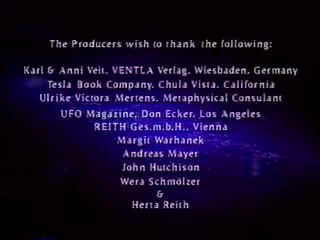 The Producers wish to thank the following:
Karl & Anni Veit, VENTLA Verlag, Wiesbaden, Germany
Tesla Book Company, Chula Vista, California
Ulrike Victora Mertens, Metaphysical Consulant
UFO Magazine, Don Ecker, Los Angeles
REITH Ges.m.b.H., Vienna
Margit Warhanek
Andreas Mayer
John Hutchison
Wera Schmölzer
&
Herta Reith